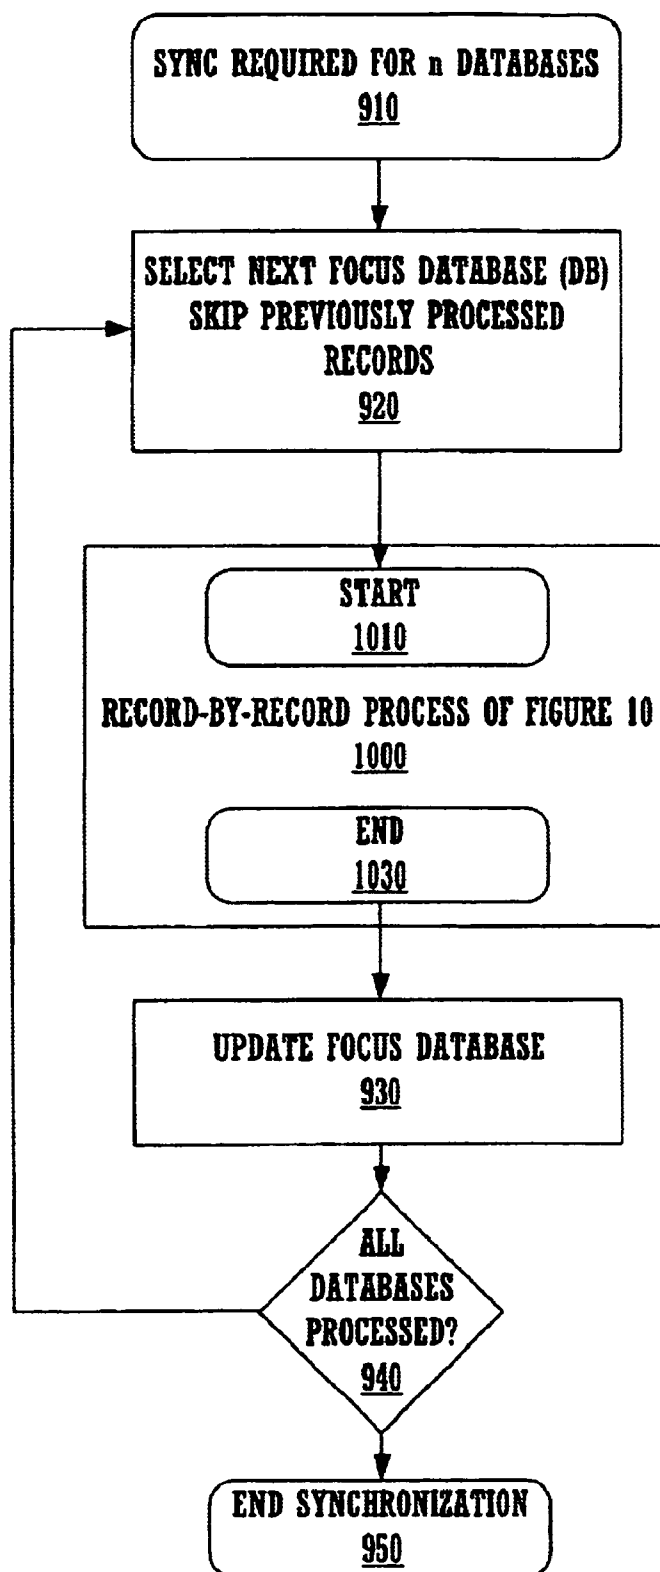 SYNC REQUIRED FOR n DATABASES
910
SELECT NEXT FOCUS DATABASE (DB)
SKIP PREVIOUSLY PROCESSED
RECORDS
920
START
1010
RECORD-BY-RECORD PROCESS OF FIGURE 10
1000
END
1030
UPDATE FOCUS DATABASE
930
ALL
DATABASES
PROCESSED?
940
END SYNCHRONIZATION
950